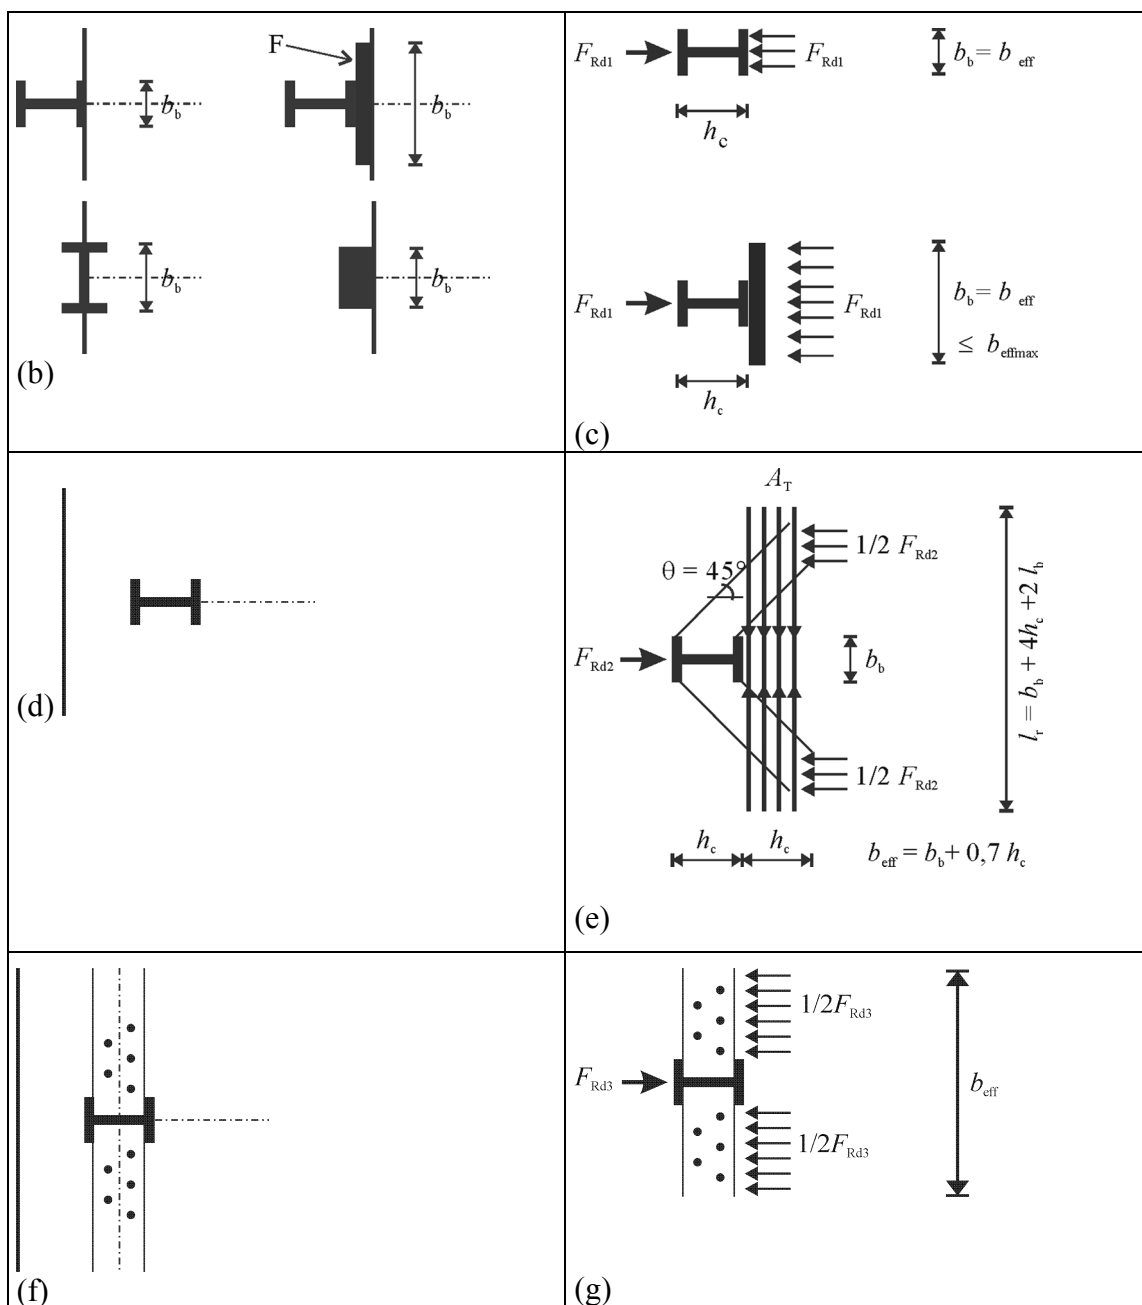 F
b_b
b_b
b_b
b_b
(b)
F_Rd1
F_Rd1
b_b = b_eff
h_c
F_Rd1
F_Rd1
b_b = b_eff
≤ b_effmax
h_c
(c)
(d)
A_T
1/2 F_Rd2
θ = 45°
F_Rd2
b_b
l_r = b_b + 4h_c + 2 l_b
1/2 F_Rd2
h_c
h_c
b_eff = b_b + 0,7 h_c
(e)
(f)
1/2F_Rd3
F_Rd3
b_eff
1/2F_Rd3
(g)